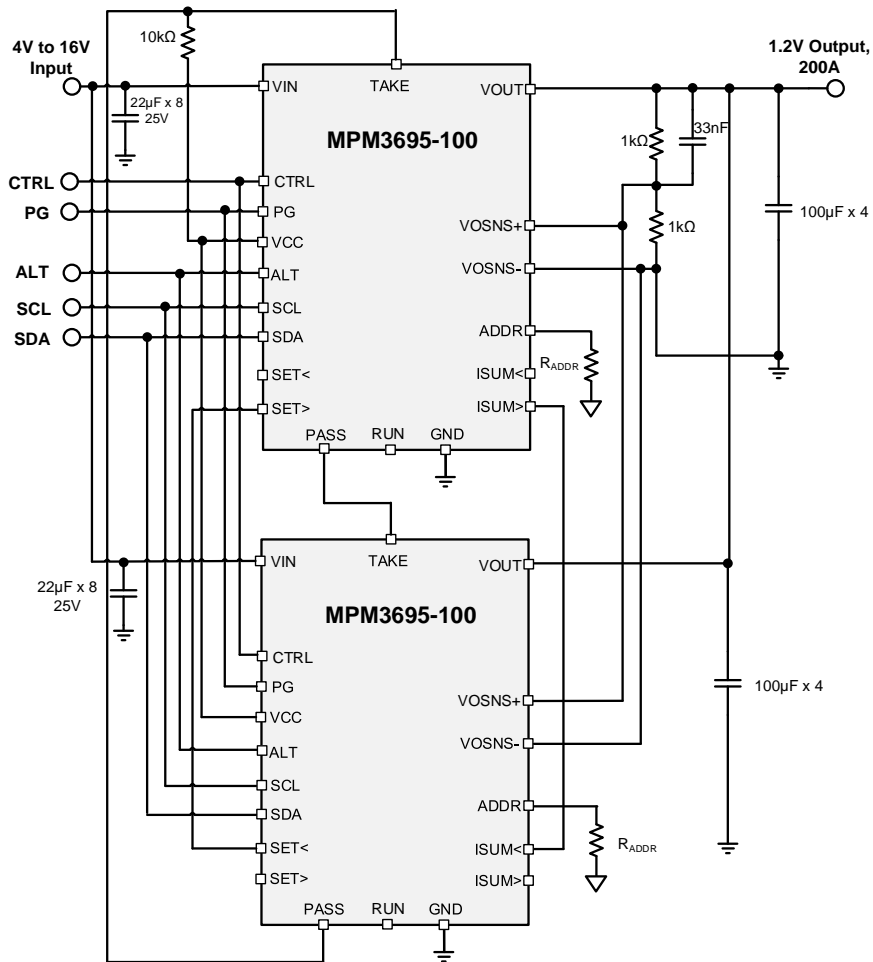 4V to 16V
Input
10kΩ
1.2V Output,
200A
22µF x 8
25V
VIN
TAKE
VOUT
MPM3695-100
33nF
1kΩ
CTRL
CTRL
PG
PG
VCC
ALT
ALT
SCL
SCL
SDA
SDA
SET<
SET>
VOSNS+
1kΩ
100µF x 4
VOSNS-
ADDR
RADDR
ISUM<
ISUM>
PASS
RUN
GND
22µF x 8
25V
VIN
TAKE
VOUT
MPM3695-100
CTRL
PG
VCC
ALT
SCL
SDA
SET<
SET>
VOSNS+
100µF x 4
VOSNS-
ADDR
RADDR
ISUM<
ISUM>
PASS
RUN
GND